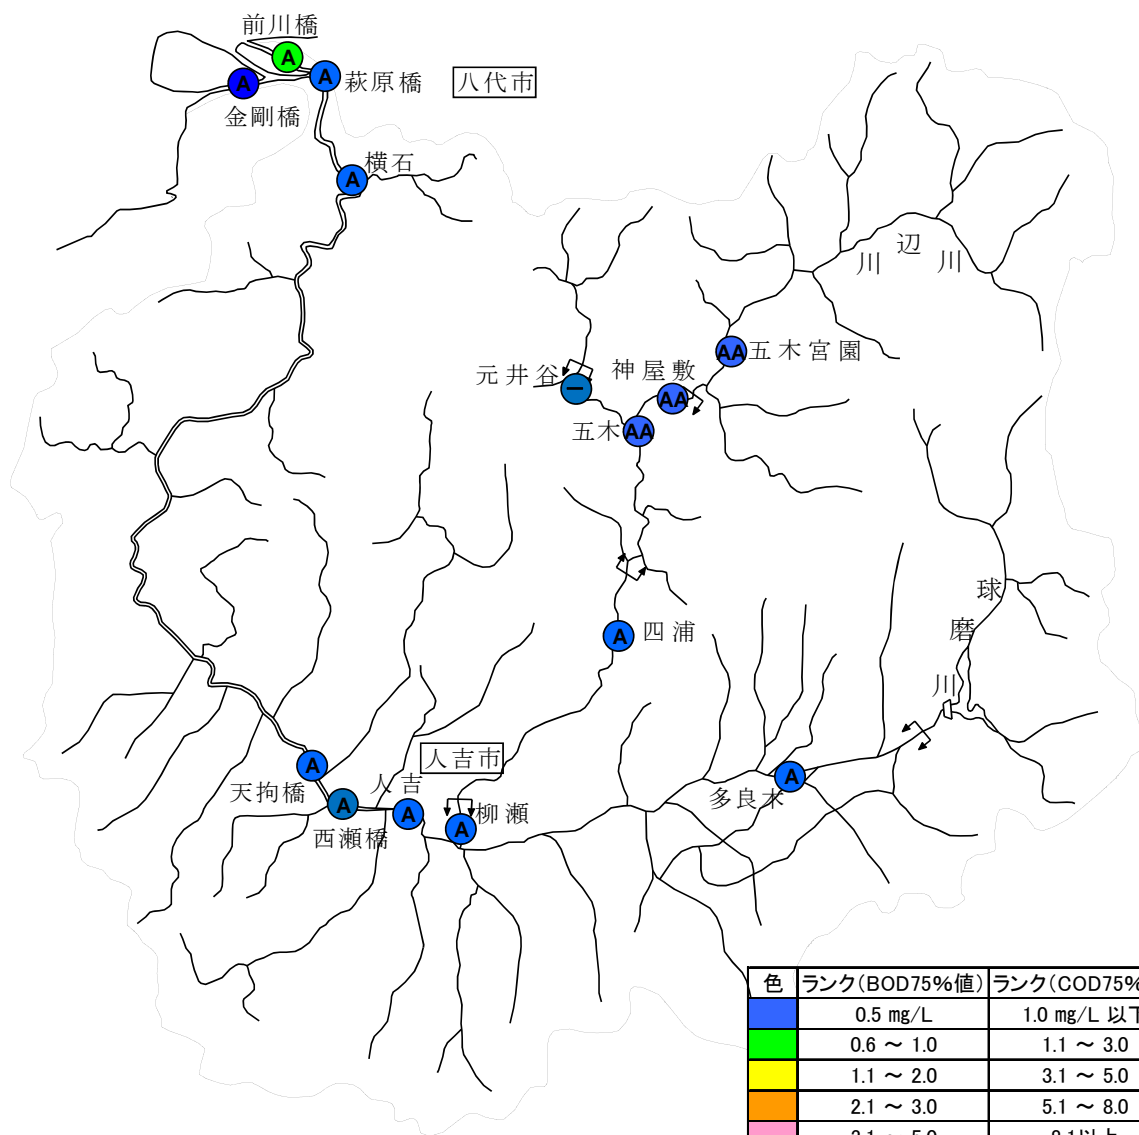 前川橋
A
A
萩原橋
八代市
A
金剛橋
横石
A
川辺川
五木宮園
AA
神屋敷
AA
元井谷
ー
五木
AA
球磨川
四浦
A
人吉市
天拘橋
A
人吉
A
西瀬橋
A
柳瀬
A
多良木
A
色 ランク(BOD75%値) ランク(COD75%
0.5 mg/L 1.0 mg/L 以下
0.6 ～ 1.0 1.1 ～ 3.0
1.1 ～ 2.0 3.1 ～ 5.0
2.1 ～ 3.0 5.1 ～ 8.0